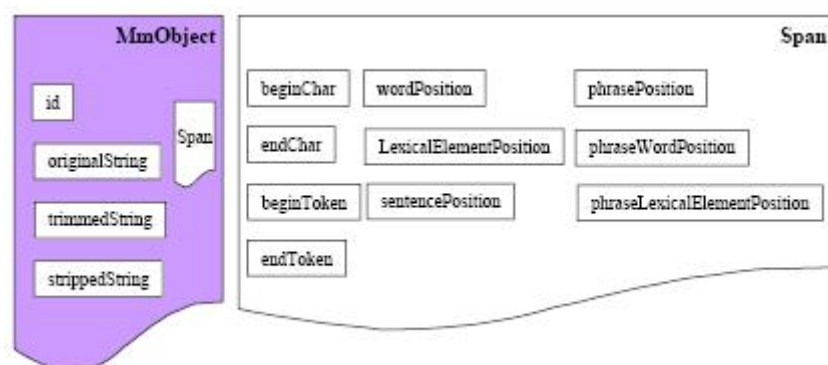 MmObject
id
Span
originalString
trimmedString
strippedString
Span
beginChar wordPosition phrasePosition
endChar LexicalElementPosition phraseWordPosition
beginToken sentencePosition phraseLexicalElementPosition
endToken